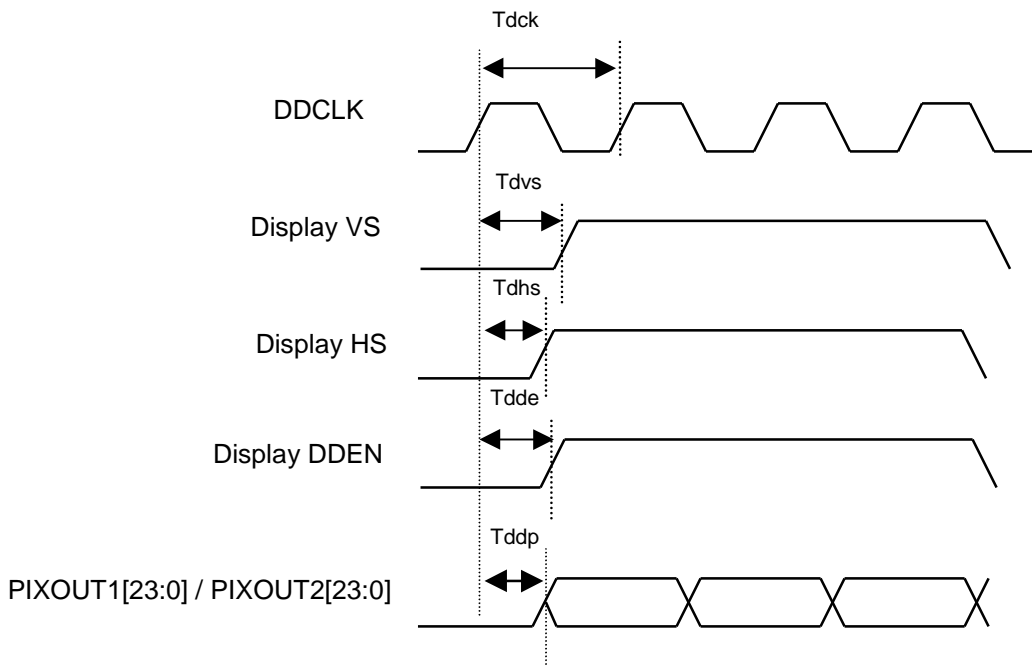 Tdck
DDCLK
Tdvs
Display VS
Tdhs
Display HS
Tdde
Display DDEN
Tddp
PIXOUT1[23:0] / PIXOUT2[23:0]